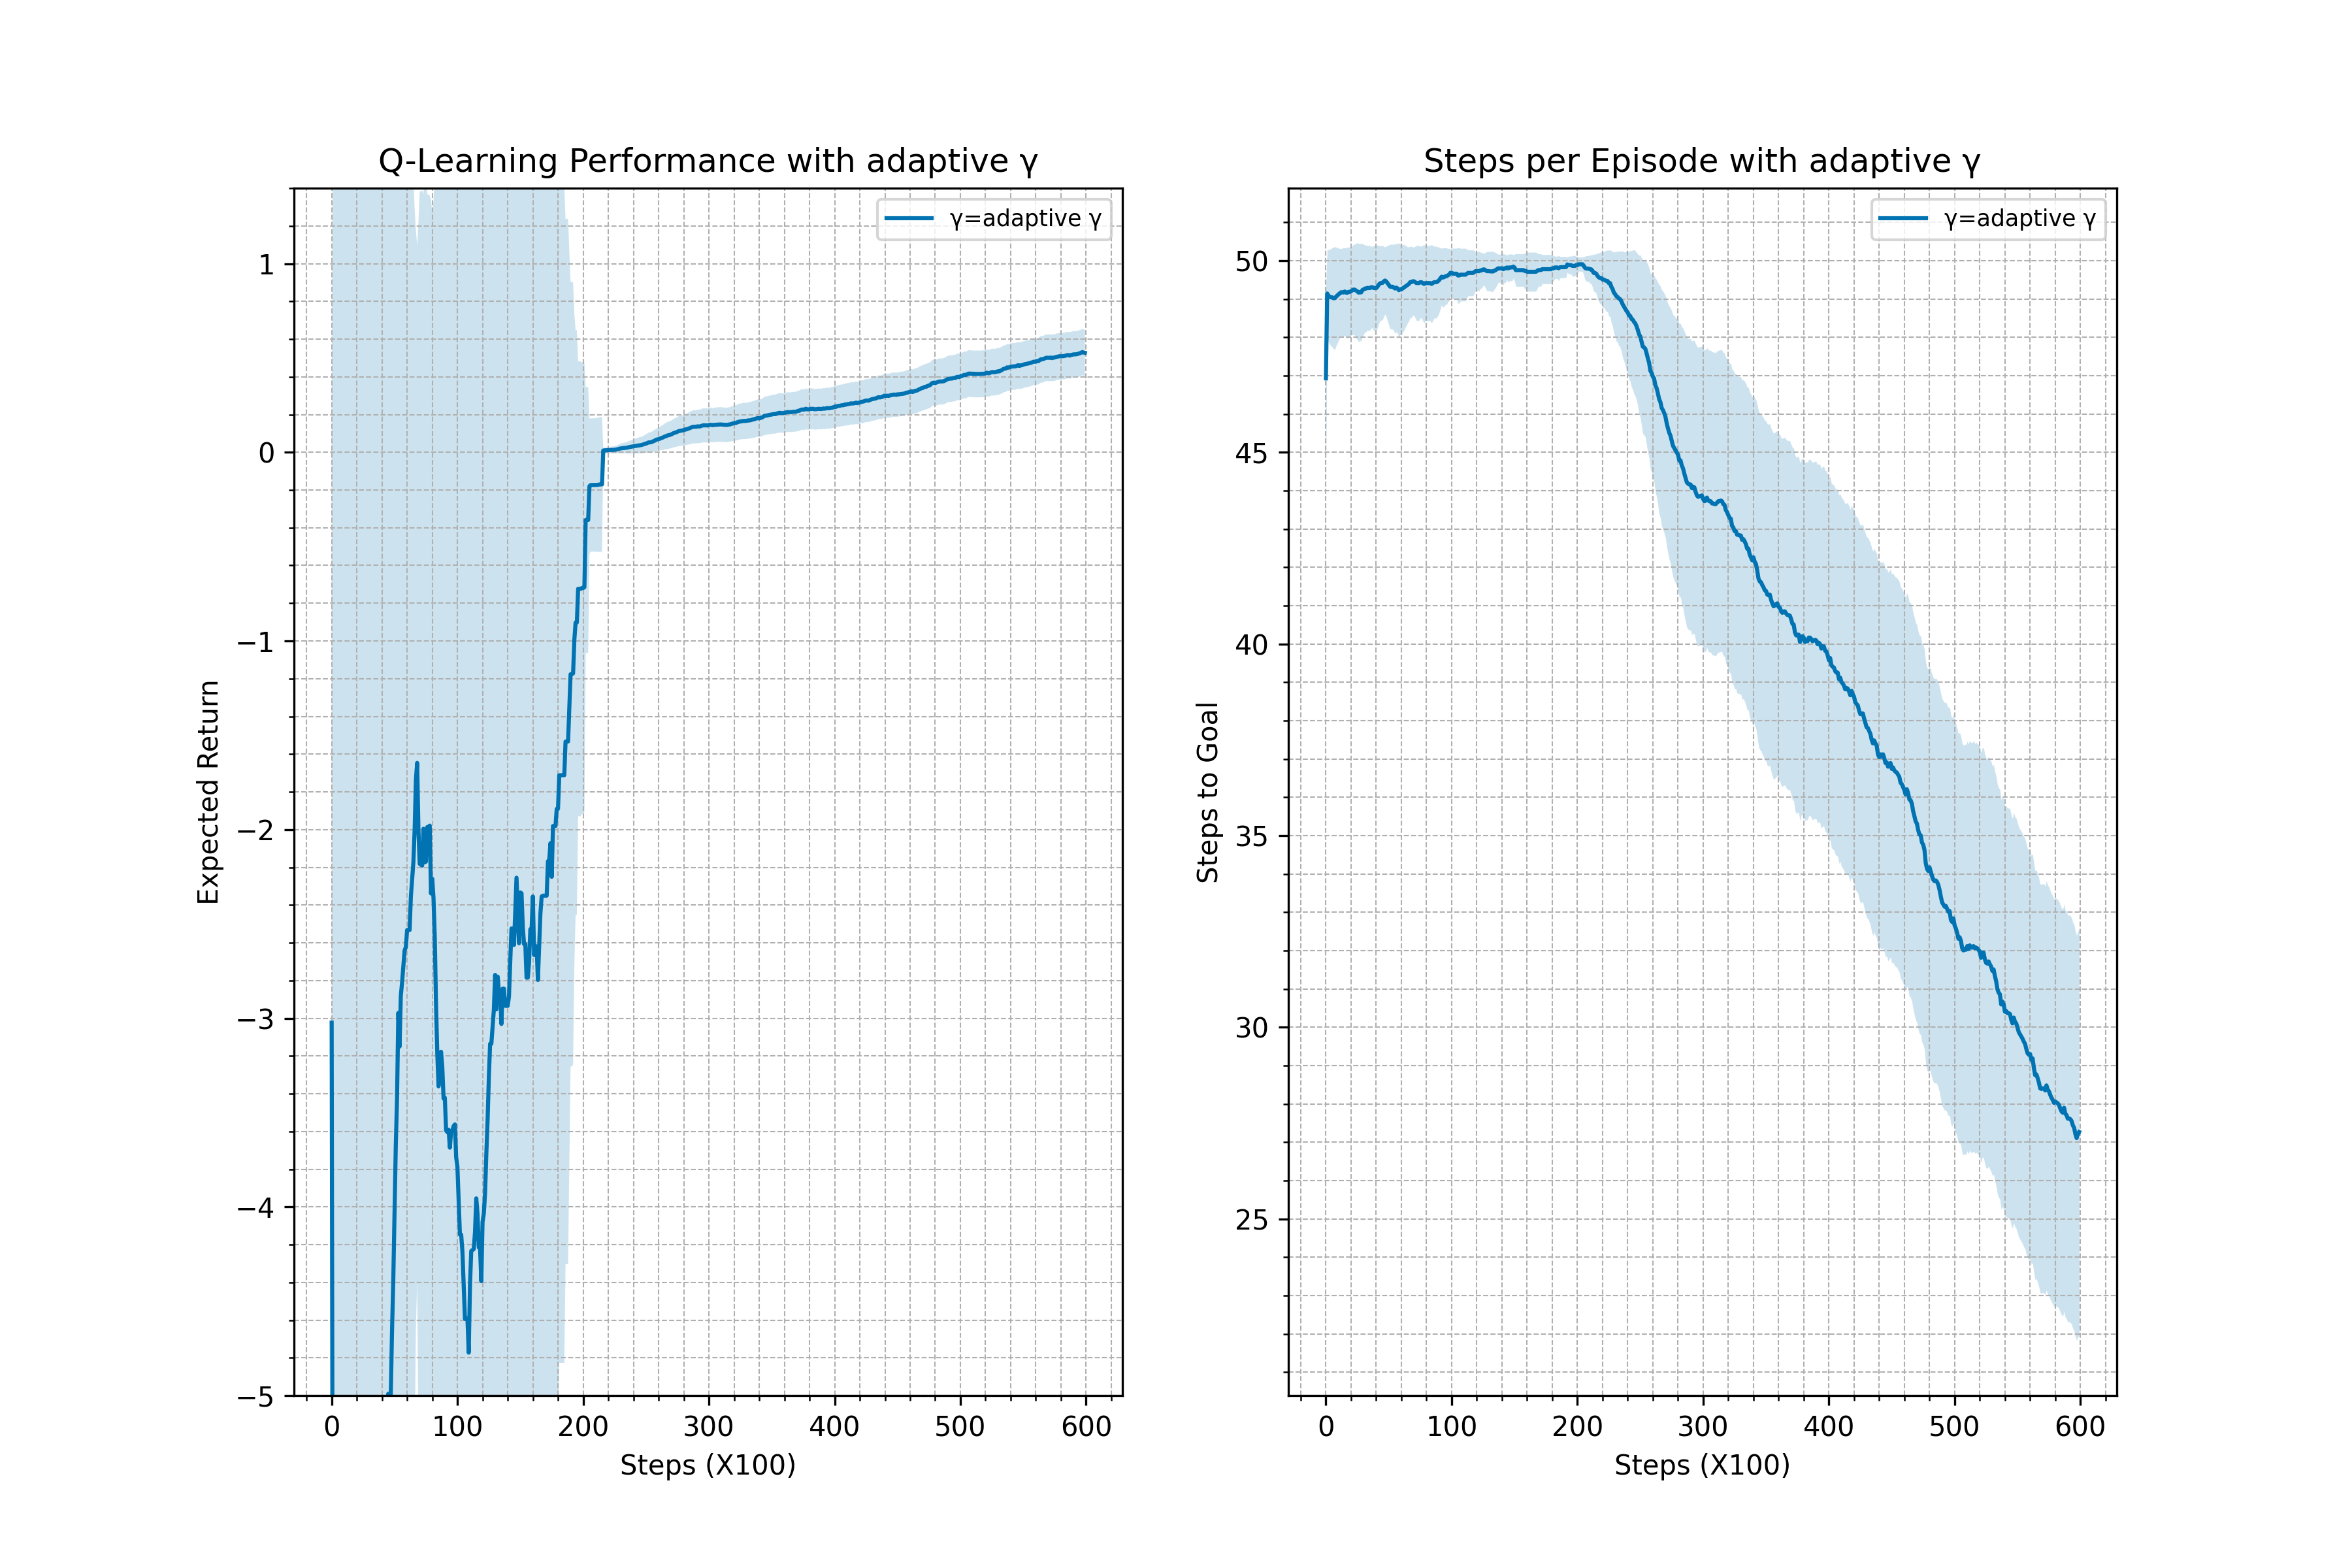 Q-Learning Performance with adaptive γ
γ=adaptive γ
Expected Return
1
0
−1
−2
−3
−4
−5
0 100 200 300 400 500 600
Steps (X100)
Steps per Episode with adaptive γ
γ=adaptive γ
Steps to Goal
50
45
40
35
30
25
0 100 200 300 400 500 600
Steps (X100)